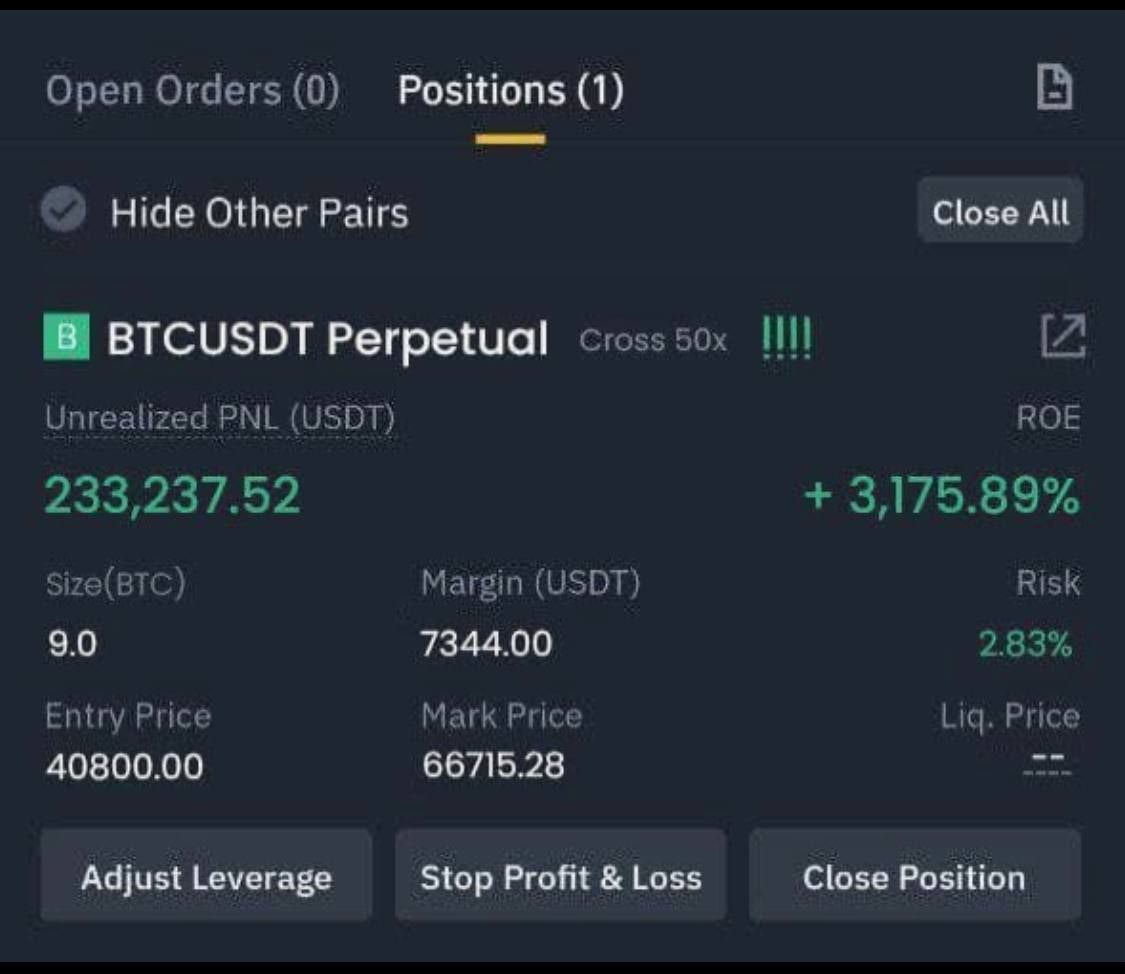 Open Orders (0) Positions (1)
Hide Other Pairs Close All
B BTCUSDT Perpetual Cross 50x !!!!
Unrealized PNL (USDT) ROE
233,237.52 + 3,175.89%
Size(BTC) Margin (USDT) Risk
9.0 7344.00 2.83%
Entry Price Mark Price Liq. Price
40800.00 66715.28 --
Adjust Leverage Stop Profit & Loss Close Position